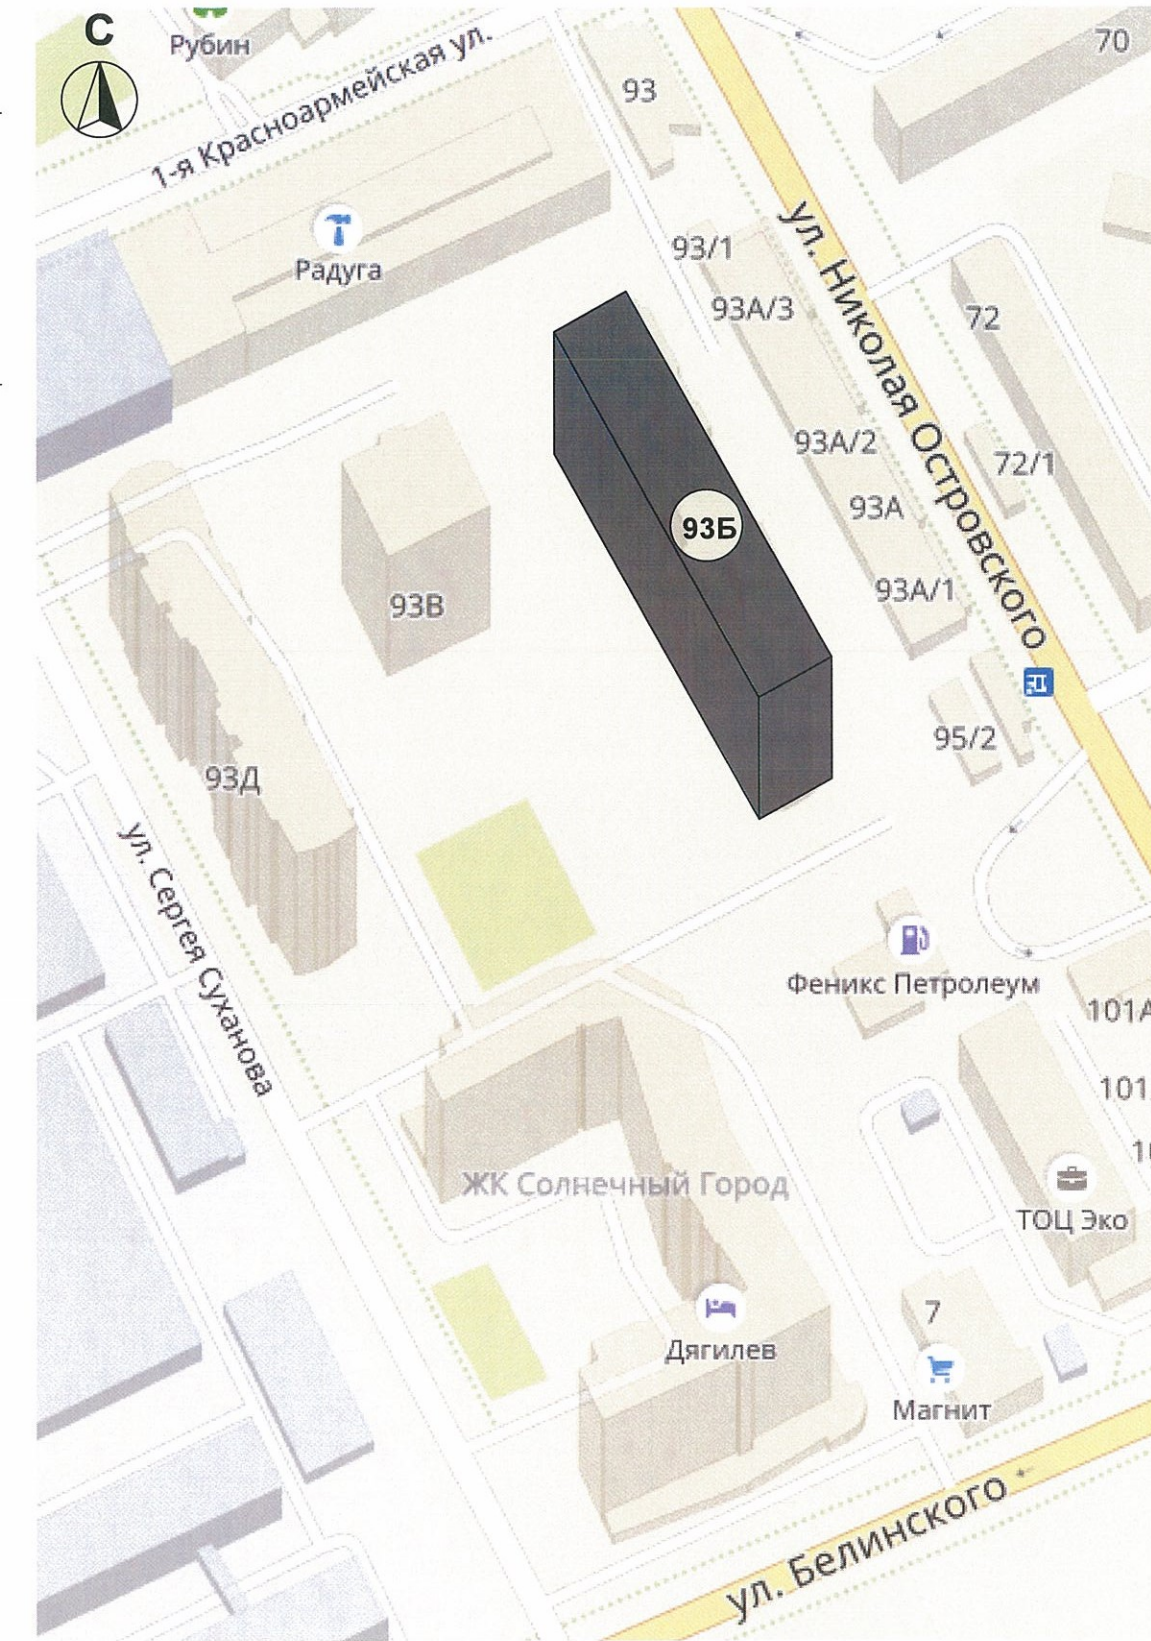 С
Рубин
70
1-я Красноармейская ул.
93
ул. Николая Островского
93/1
Радуга
93А/3
72
93А/2
72/1
93А
93Б
93А/1
93В
95/2
93Д
ул. Сергея Суханова
Феникс Петролеум
101А
101
ЖК Солнечный Город
ТОЦ Эко
7
Дягилев
Магнит
ул. Белинского